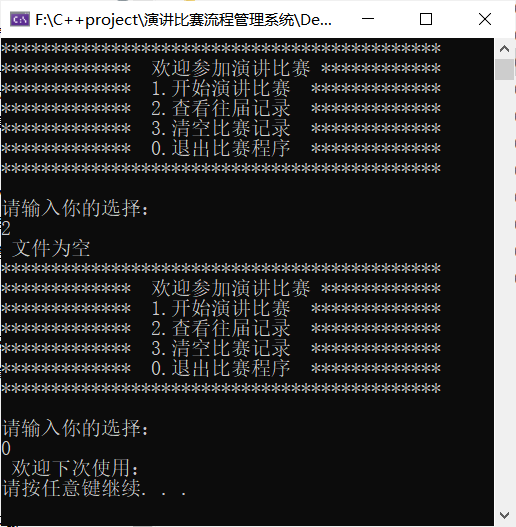 F:\C++project\演讲比赛流程管理系统\De...
********************************************
*************  欢迎参加演讲比赛 ************
*************  1.开始演讲比赛  *************
*************  2.查看往届记录  *************
*************  3.清空比赛记录  *************
*************  0.退出比赛程序  *************
********************************************
请输入你的选择：
2
文件为空
********************************************
*************  欢迎参加演讲比赛 ************
*************  1.开始演讲比赛  *************
*************  2.查看往届记录  *************
*************  3.清空比赛记录  *************
*************  0.退出比赛程序  *************
********************************************
请输入你的选择：
0
欢迎下次使用：
请按任意键继续. . .